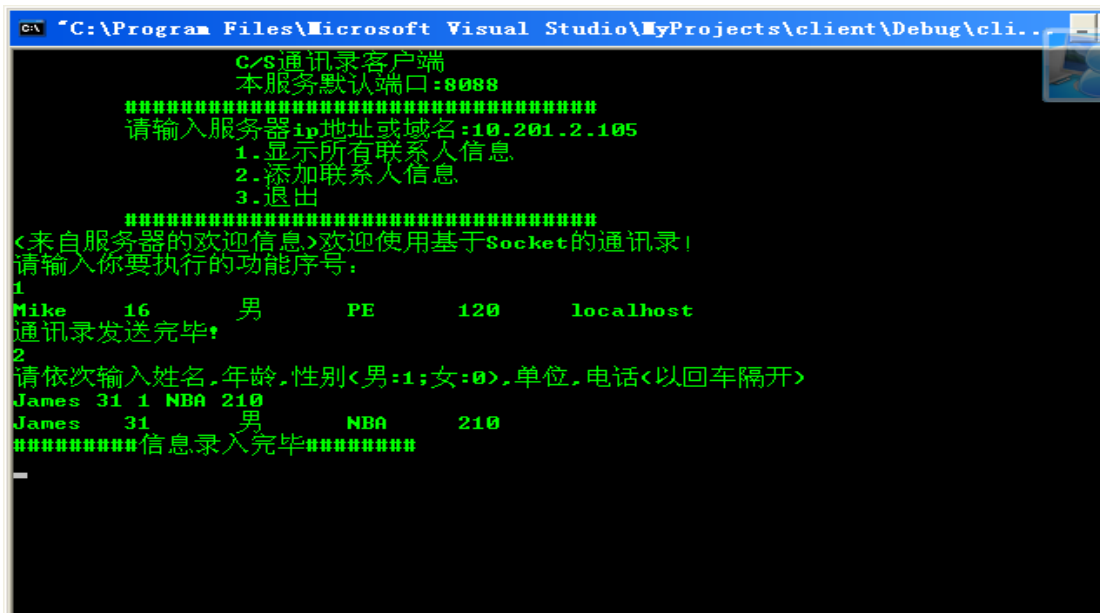 "C:\Program Files\Microsoft Visual Studio\MyProjects\client\Debug\cli...
C/S通讯录客户端
本服务默认端口:8088
##################################
请输入服务器ip地址或域名:10.201.2.105
1.显示所有联系人信息
2.添加联系人信息
3.退出
##################################
<来自服务器的欢迎信息>欢迎使用基于Socket的通讯录!
请输入你要执行的功能序号:
1
Mike 16 男 PE 120 localhost
通讯录发送完毕!
2
请依次输入姓名,年龄,性别<男:1;女:0>,单位,电话<以回车隔开>
James 31 1 NBA 210
James 31 男 NBA 210
#########信息录入完毕########